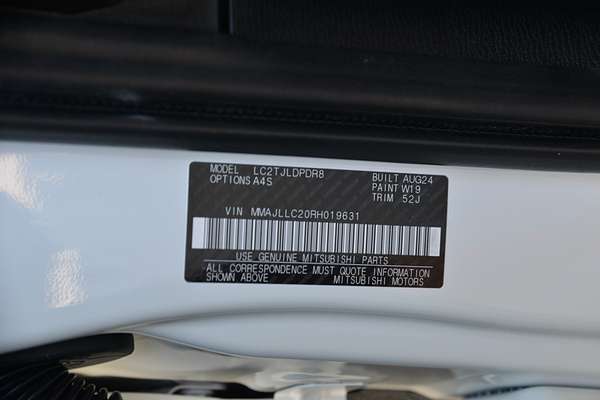 MODEL LC2TJLDPDR8 BUILT AUG24
OPTIONS A4S PAINT W19
TRIM 52J
VIN MMAJLLC20RH019631
USE GENUINE MITSUBISHI PARTS
ALL CORRESPONDENCE MUST QUOTE INFORMATION
SHOWN ABOVE MITSUBISHI MOTORS